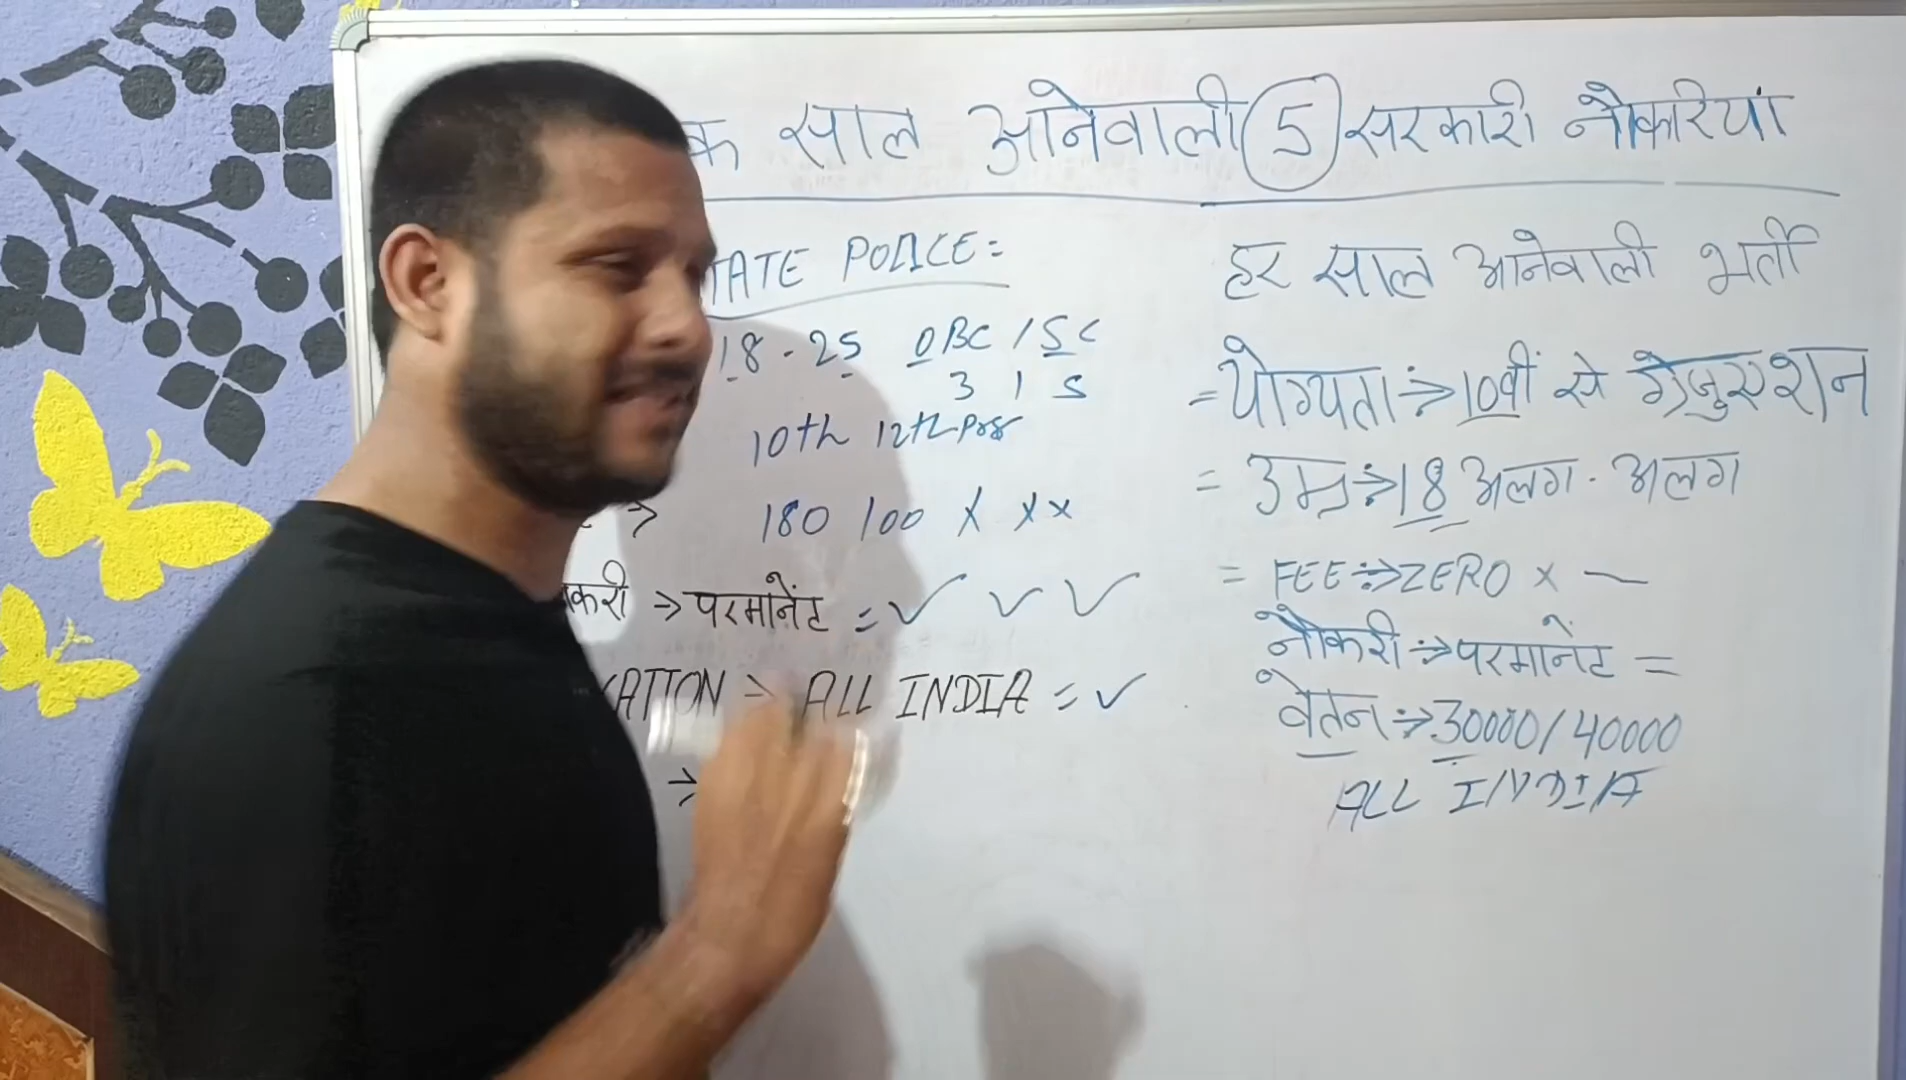 क साल आनेवाली 5 सरकारी नौकरियां
TATE POLICE=
18-25 OBC / SC
3 1 5
10th 12th pass
→ 180 100 X X X
करी → परमानेंट = ✓ ✓ ✓
CATION → ALL INDIA = ✓
→
हर साल आनेवाली भर्ती
= योग्यता → 10वीं से ग्रेजुएशन
= उम्र → 18 अलग-अलग
= FEE → ZERO X —
नौकरी → परमानेंट =
वेतन → 30000/40000
ALL INDIA